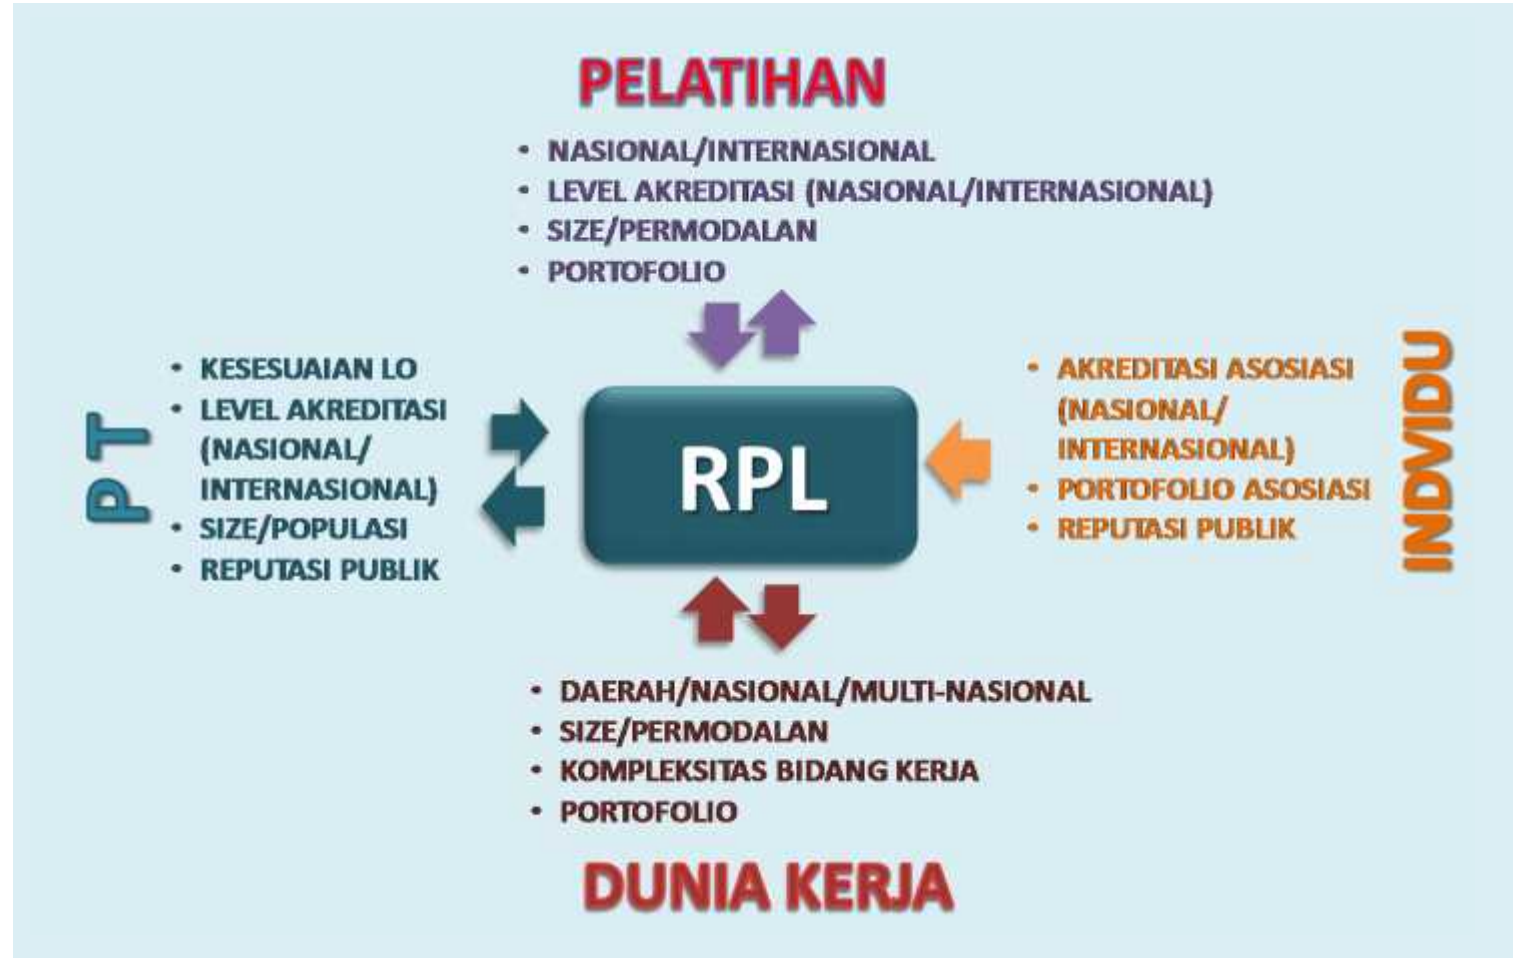 PELATIHAN
• NASIONAL/INTERNASIONAL
• LEVEL AKREDITASI (NASIONAL/INTERNASIONAL)
• SIZE/PERMODALAN
• PORTOFOLIO
PT
• KESESUAIAN LO
• LEVEL AKREDITASI
(NASIONAL/
INTERNASIONAL)
• SIZE/POPULASI
• REPUTASI PUBLIK
RPL
• AKREDITASI ASOSIASI
(NASIONAL/
INTERNASIONAL)
• PORTOFOLIO ASOSIASI
• REPUTASI PUBLIK
INDVIDU
• DAERAH/NASIONAL/MULTI-NASIONAL
• SIZE/PERMODALAN
• KOMPLEKSITAS BIDANG KERJA
• PORTOFOLIO
DUNIA KERJA